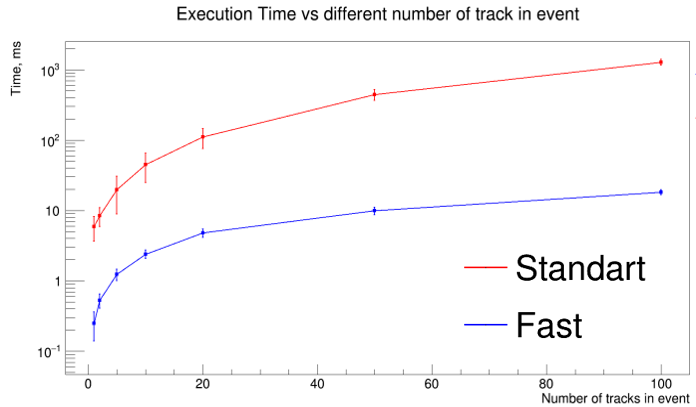 Execution Time vs different number of track in event
Time, ms
10³
10²
10
1
10⁻¹
Standart
Fast
0 20 40 60 80 100
Number of tracks in event